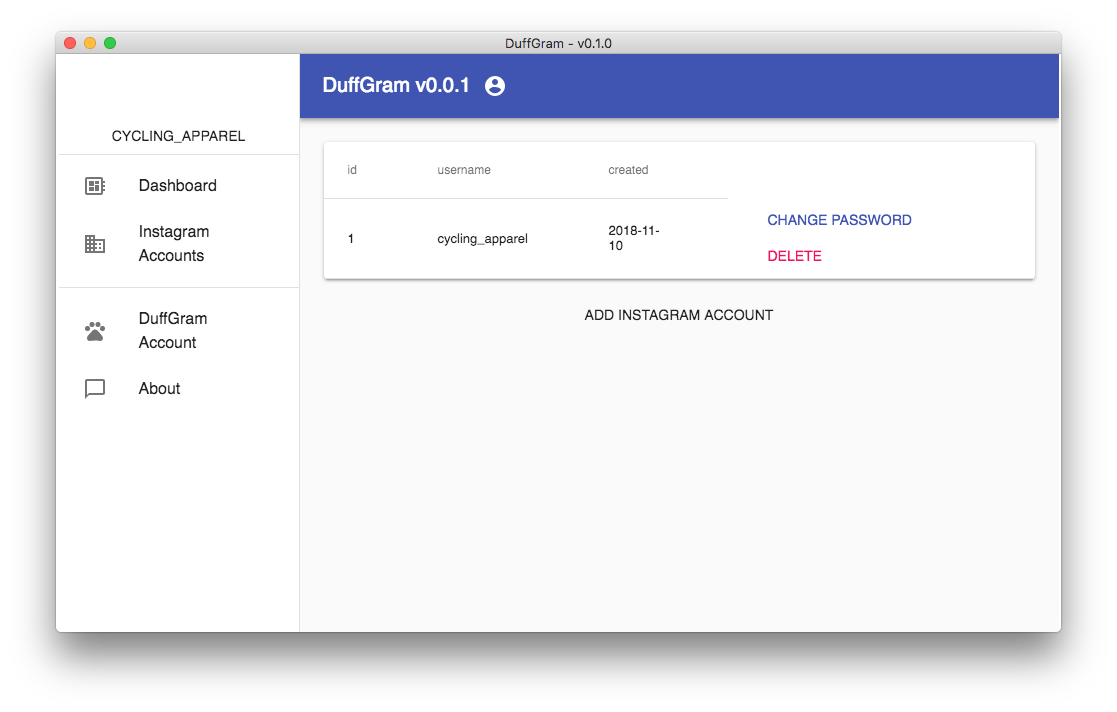 DuffGram - v0.1.0
DuffGram v0.0.1
CYCLING_APPAREL
Dashboard
Instagram
Accounts
DuffGram
Account
About
id username created
1 cycling_apparel 2018-11-
10
CHANGE PASSWORD
DELETE
ADD INSTAGRAM ACCOUNT